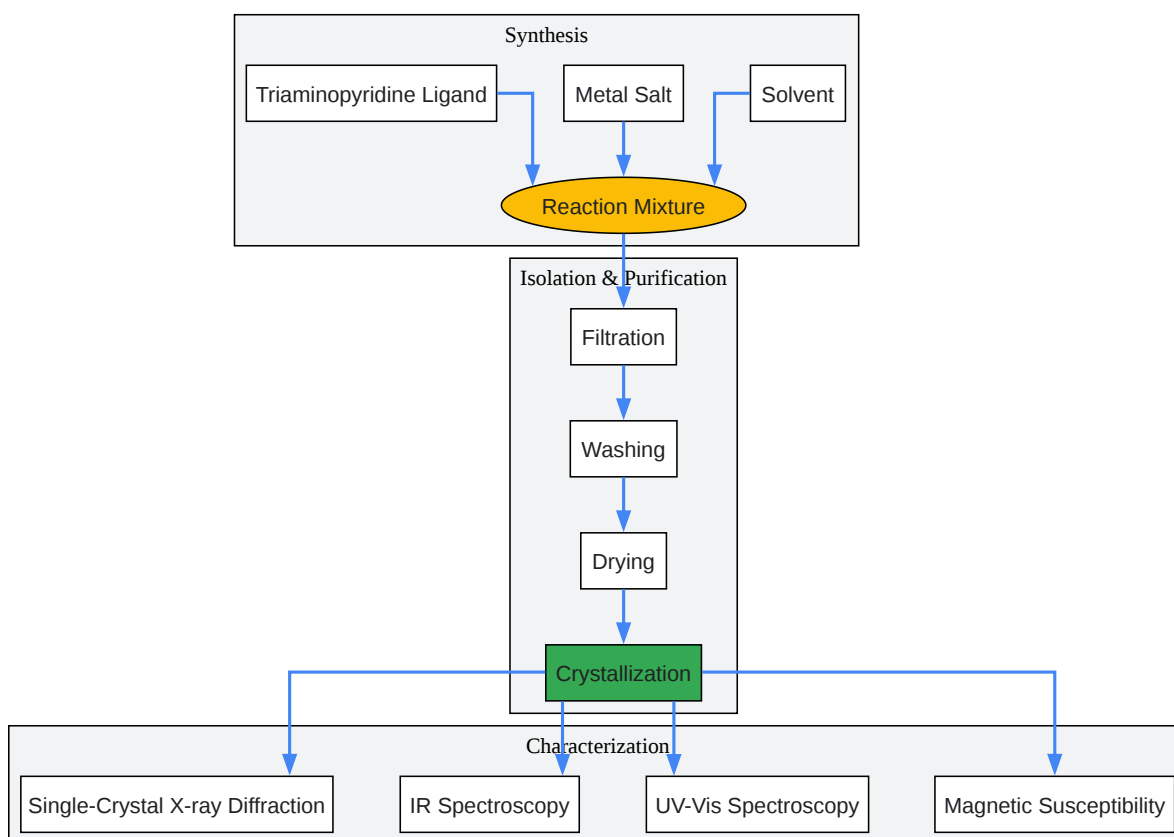 Synthesis
Triaminopyridine Ligand
Metal Salt
Solvent
Reaction Mixture
Isolation & Purification
Filtration
Washing
Drying
Crystallization
Characterization
Single-Crystal X-ray Diffraction
IR Spectroscopy
UV-Vis Spectroscopy
Magnetic Susceptibility